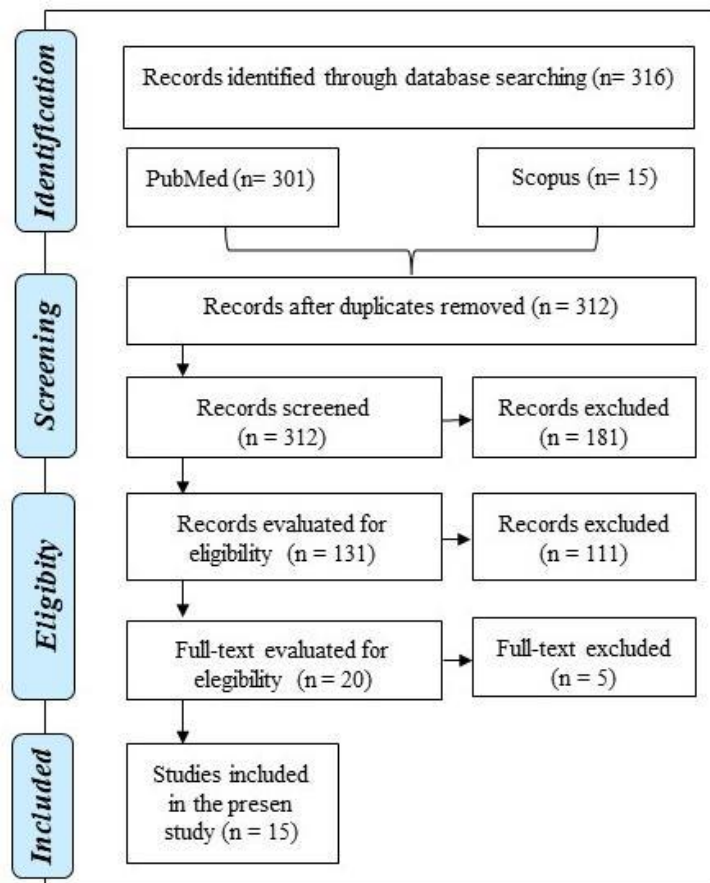 Identification
Records identified through database searching (n= 316)
PubMed (n= 301)
Scopus (n= 15)
Screening
Records after duplicates removed (n = 312)
Records screened
(n = 312)
Records excluded
(n = 181)
Eligibity
Records evaluated for
eligibility (n = 131)
Records excluded
(n = 111)
Full-text evaluated for
elegibility (n = 20)
Full-text excluded
(n = 5)
Included
Studies included
in the presen
study (n = 15)